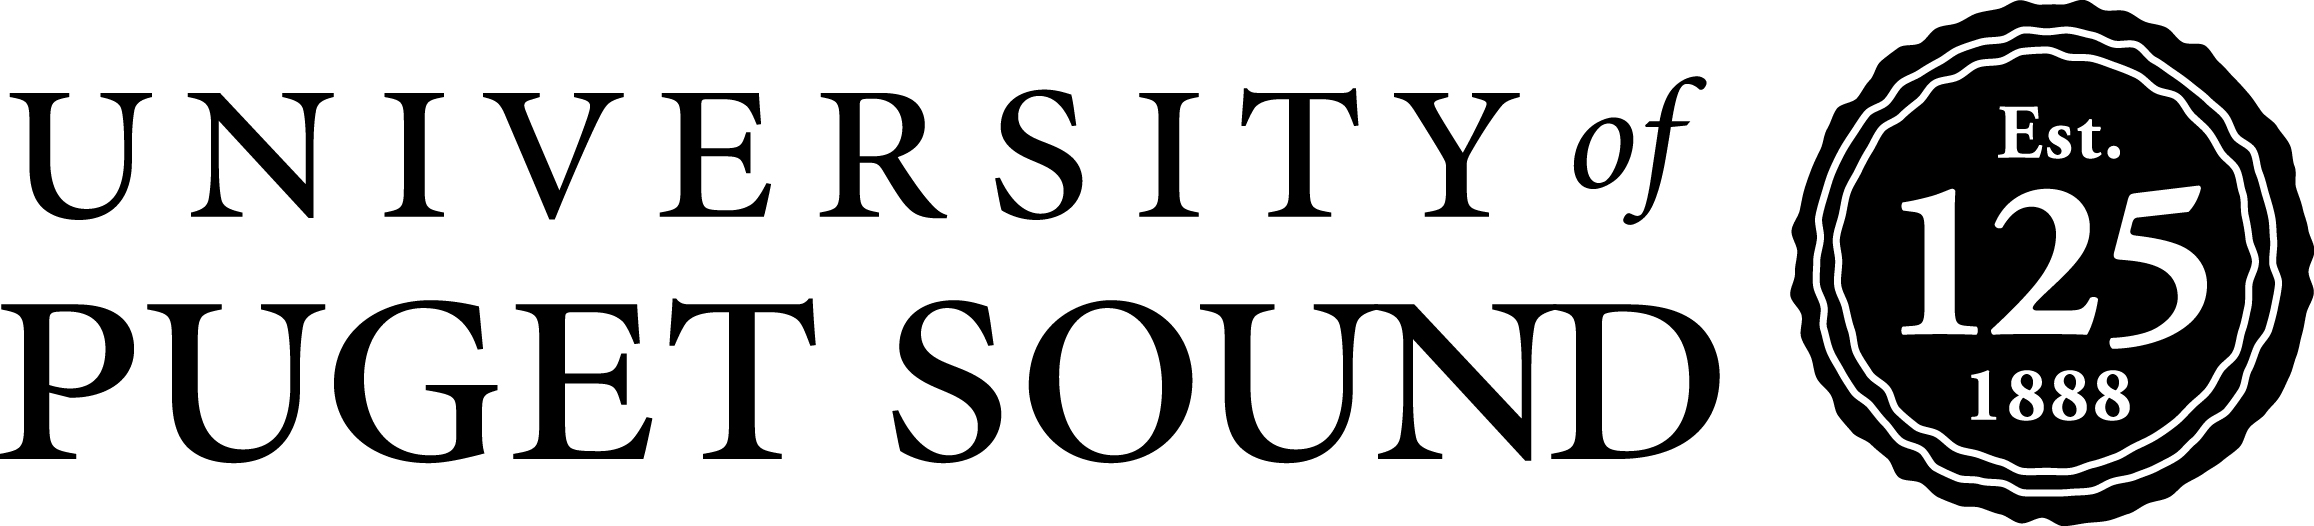 UNIVERSITY of
PUGET SOUND
Est.
125
1888